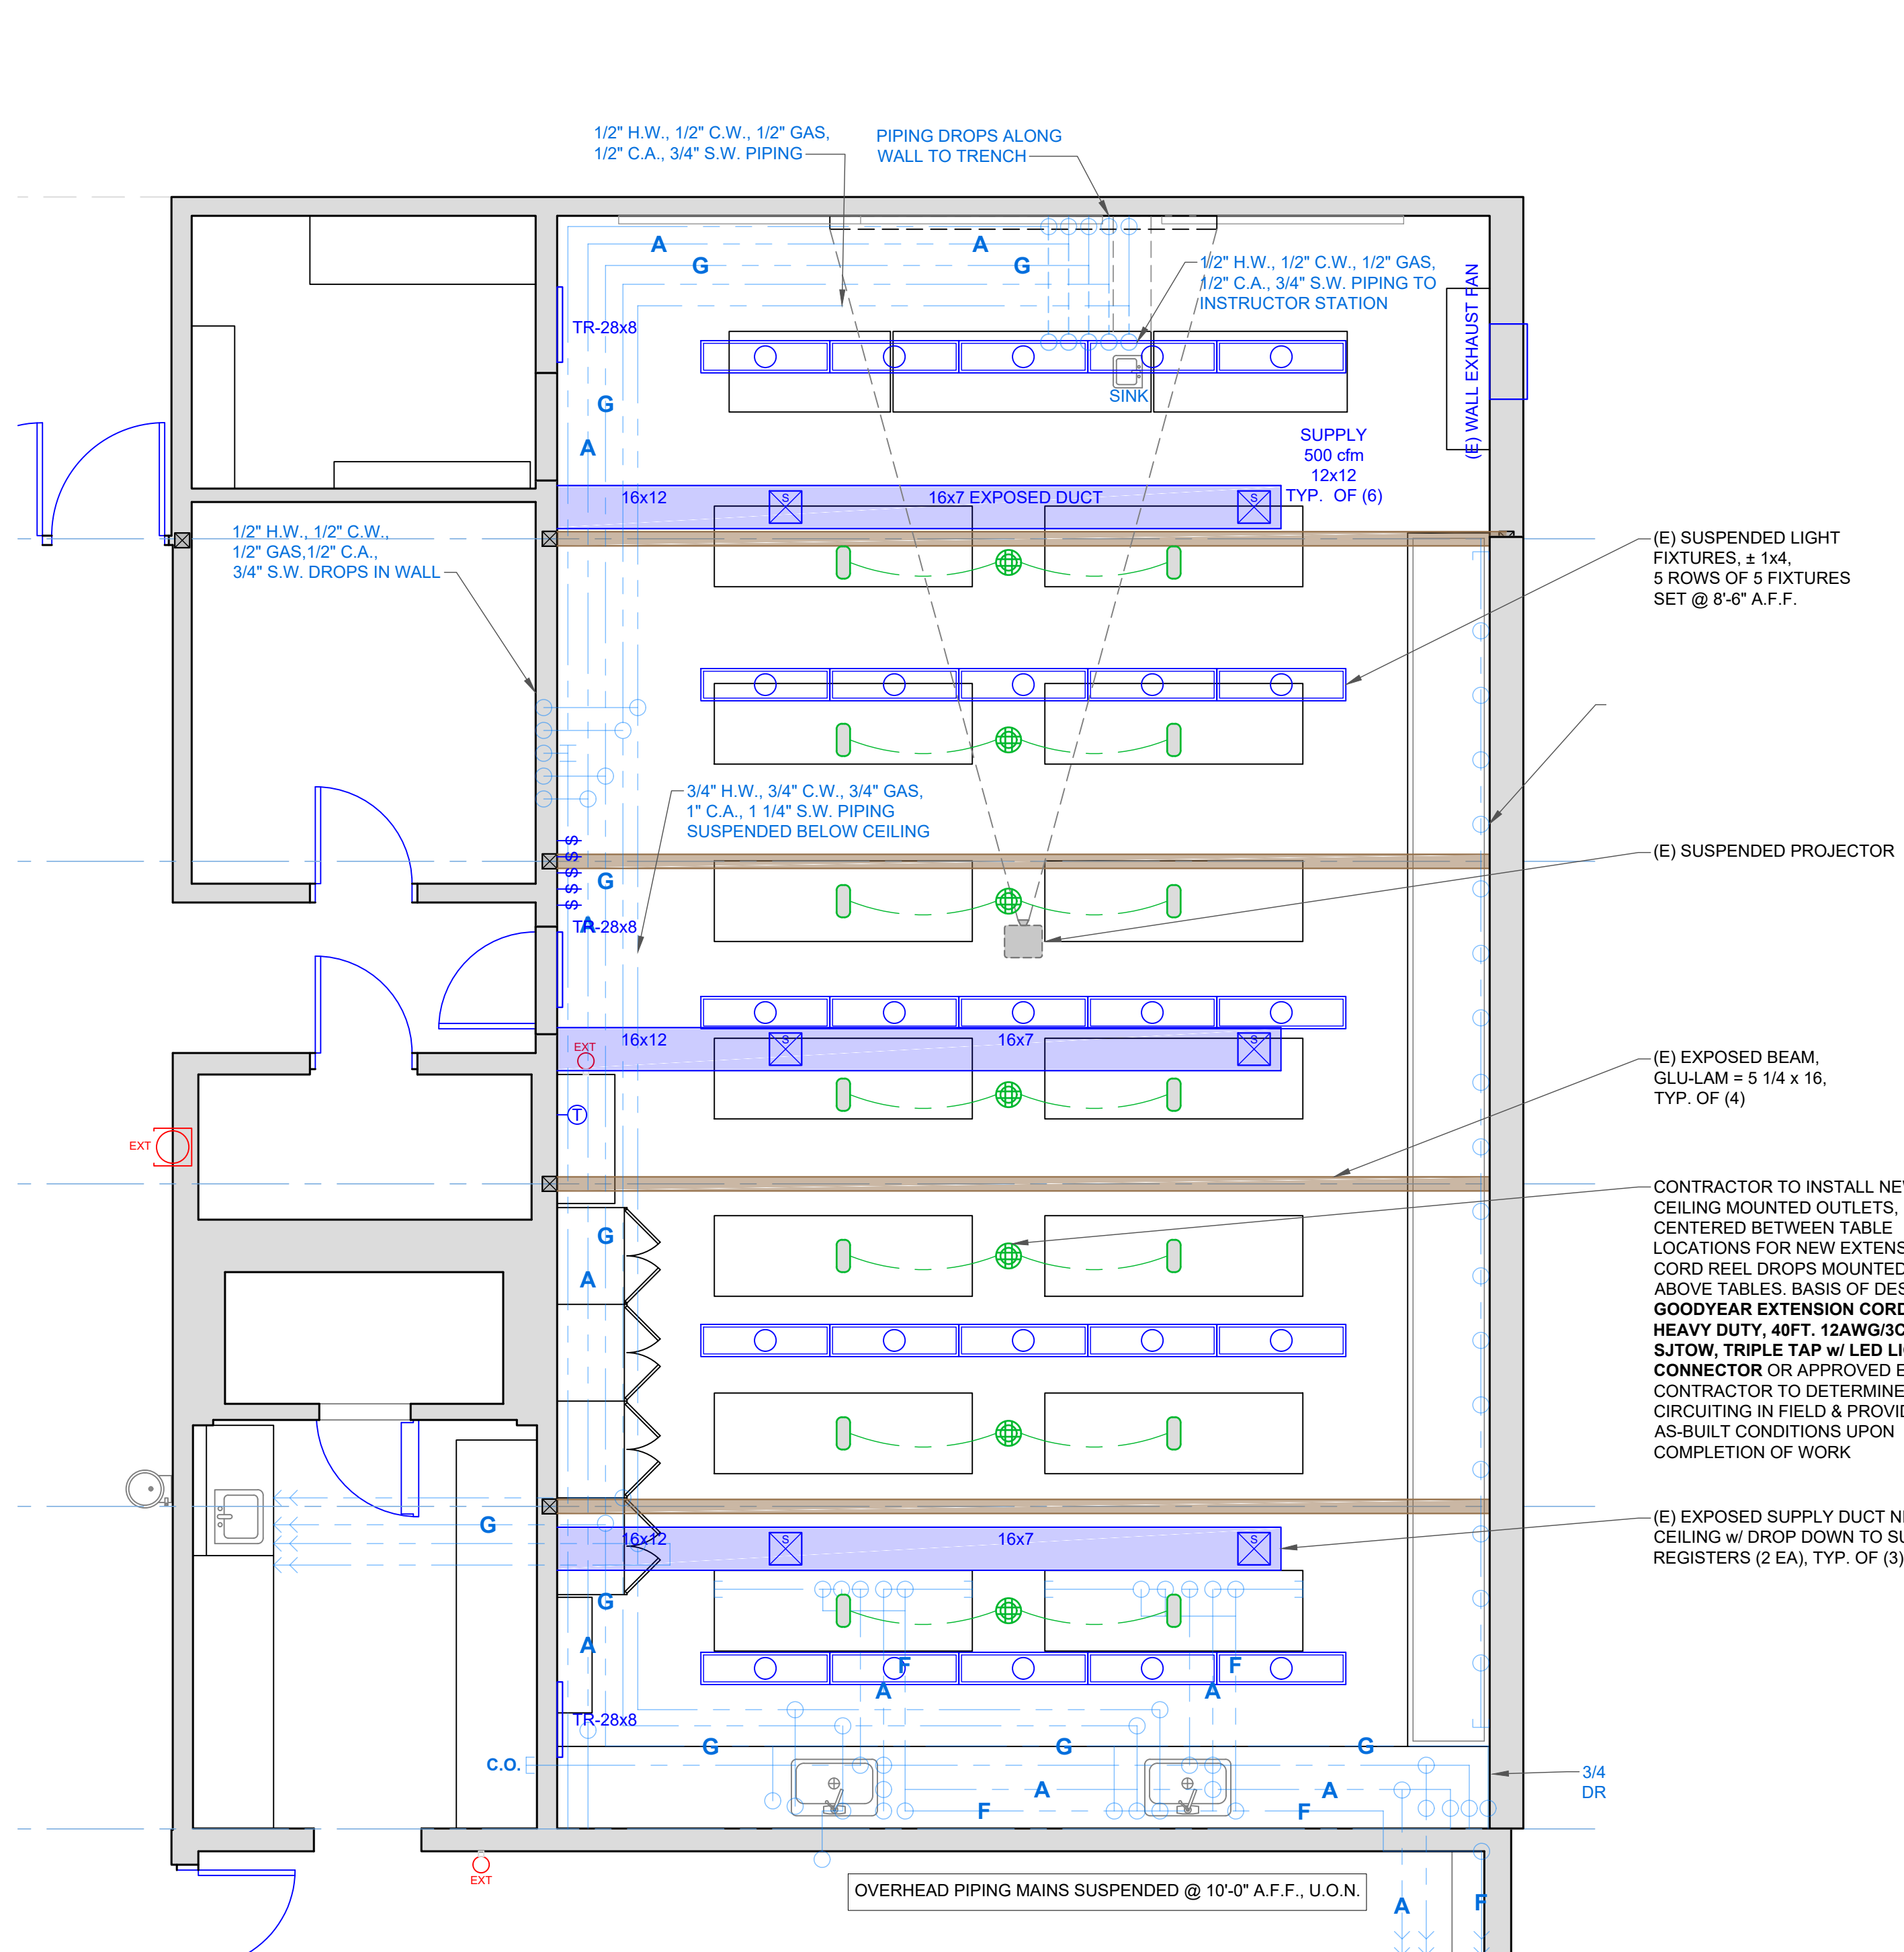 1/2" H.W., 1/2" C.W., 1/2" GAS,
1/2" C.A., 3/4" S.W. PIPING
PIPING DROPS ALONG
WALL TO TRENCH
A
A
G
G
1/2" H.W., 1/2" C.W., 1/2" GAS,
1/2" C.A., 3/4" S.W. PIPING TO
INSTRUCTOR STATION
(E) WALL EXHAUST FAN
TR-28x8
SINK
G
A
SUPPLY
500 cfm
12x12
TYP. OF (6)
16x12
S
16x7 EXPOSED DUCT
S
1/2" H.W., 1/2" C.W.,
1/2" GAS,1/2" C.A.,
3/4" S.W. DROPS IN WALL
(E) SUSPENDED LIGHT
FIXTURES, ± 1x4,
5 ROWS OF 5 FIXTURES
SET @ 8'-6" A.F.F.
3/4" H.W., 3/4" C.W., 3/4" GAS,
1" C.A., 1 1/4" S.W. PIPING
SUSPENDED BELOW CEILING
$
$
$
$
$
G
A
TR-28x8
(E) SUSPENDED PROJECTOR
16x12
S
16x7
S
EXT
T
EXT
(E) EXPOSED BEAM,
GLU-LAM = 5 1/4 x 16,
TYP. OF (4)
G
A
CONTRACTOR TO INSTALL
CEILING MOUNTED OUTLETS,
CENTERED BETWEEN TABLE
LOCATIONS FOR NEW
CORD REEL DROPS MOUNTED
ABOVE TABLES. BASIS OF
GOODYEAR EXTENSION CORD
HEAVY DUTY, 40FT. 12AWG/3C
SJTOW, TRIPLE TAP w/ LED
CONNECTOR OR APPROVED
CONTRACTOR TO DETERMINE
CIRCUITING IN FIELD &
AS-BUILT CONDITIONS UPON
COMPLETION OF WORK
G
16x12
S
16x7
S
(E) EXPOSED SUPPLY DUCT
CEILING w/ DROP DOWN TO
REGISTERS (2 EA), TYP. OF (3)
G
A
F
F
A
A
TR-28x8
C.O.
G
G
G
A
A
F
F
3/4
DR
EXT
OVERHEAD PIPING MAINS SUSPENDED @ 10'-0" A.F.F., U.O.N.
A
F